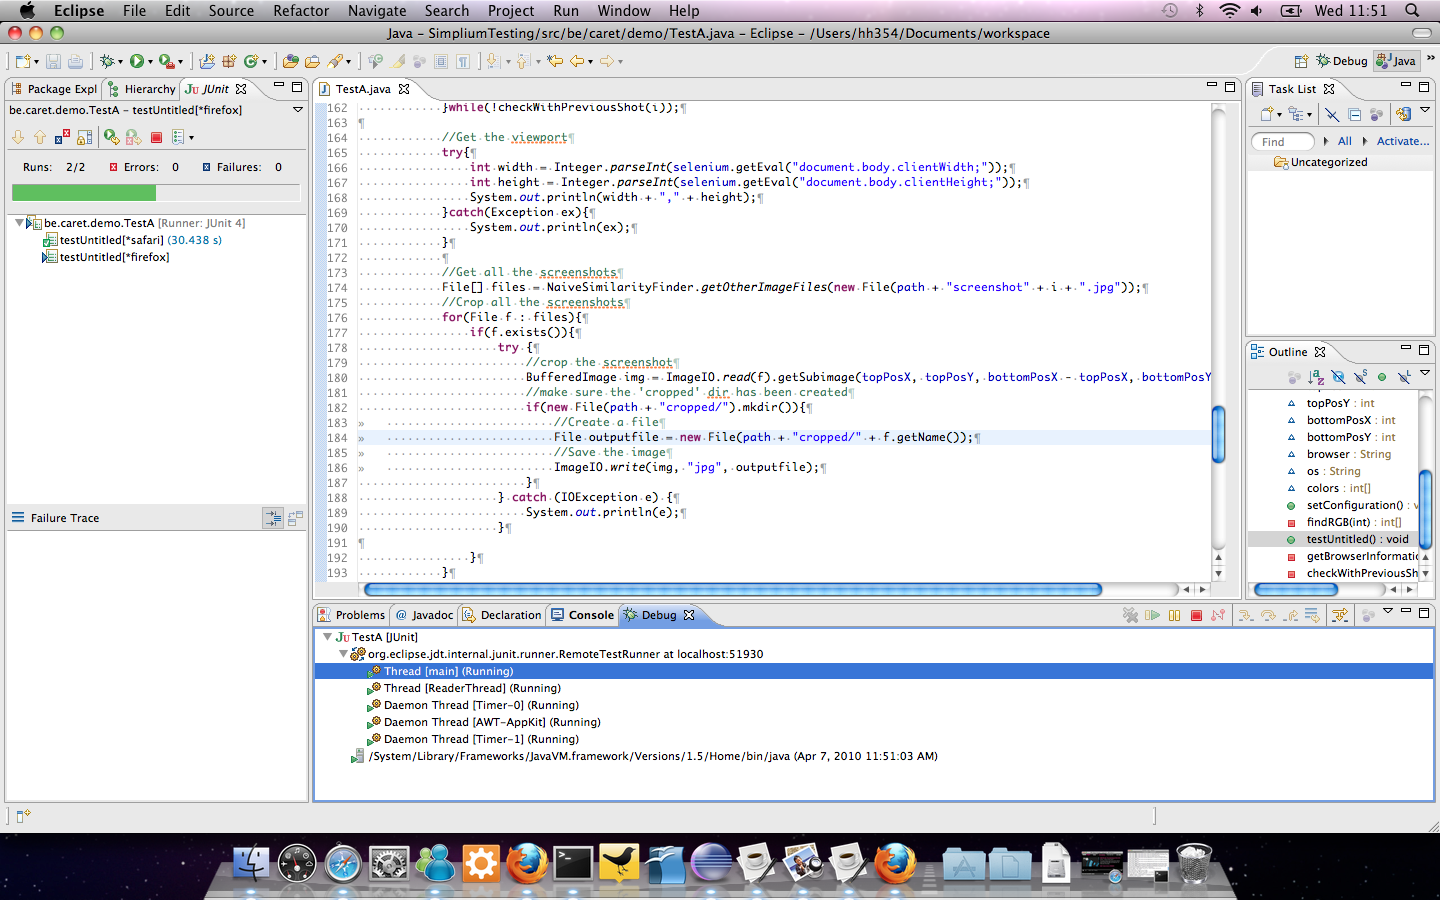 Eclipse File Edit Source Refactor Navigate Search Project Run Window Help Wed 11:51
Java - SimpliumTesting/src/be/caret/demo/TestA.java - Eclipse - /Users/hh354/Documents/workspace
Debug Java
Package Expl Hierarchy JUnit
be.caret.demo.TestA - testUntitled[*firefox]
Runs: 2/2 Errors: 0 Failures: 0
be.caret.demo.TestA [Runner: JUnit 4]
testUntitled[*safari] (30.438 s)
testUntitled[*firefox]
Failure Trace
TestA.java
162 }while(!checkWithPreviousShot(i));¶
163 ¶
164 //Get the viewport¶
165 try{¶
166 int width = Integer.parseInt(selenium.getEval("document.body.clientWidth;"));¶
167 int height = Integer.parseInt(selenium.getEval("document.body.clientHeight;"));¶
168 System.out.println(width + "," + height);¶
169 }catch(Exception ex){¶
170 System.out.println(ex);¶
171 }¶
172 ¶
173 //Get all the screenshots¶
174 File[] files = NaiveSimilarityFinder.getOtherImageFiles(new File(path + "screenshot" + i + ".jpg"));¶
175 //Crop all the screenshots¶
176 for(File f : files){¶
177 if(f.exists()){¶
178 try {¶
179 //crop the screenshot¶
180 BufferedImage img = ImageIO.read(f).getSubimage(topPosX, topPosY, bottomPosX - topPosX, bottomPosY
181 //make sure the 'cropped' dir has been created¶
182 if(new File(path + "cropped/").mkdir()){¶
183 » //Create a file¶
184 » File outputfile = new File(path + "cropped/" + f.getName());¶
185 » //Save the image¶
186 » ImageIO.write(img, "jpg", outputfile);¶
187 }¶
188 } catch (IOException e) {¶
189 System.out.println(e);¶
190 }¶
191 ¶
192 }¶
193 }¶
Task List
Find All Activate...
Uncategorized
Outline
topPosY : int
bottomPosX : int
bottomPosY : int
browser : String
os : String
colors : int[]
setConfiguration() : v
findRGB(int) : int[]
testUntitled() : void
getBrowserInformatic
checkWithPreviousSh
Problems @ Javadoc Declaration Console Debug
TestA [JUnit]
org.eclipse.jdt.internal.junit.runner.RemoteTestRunner at localhost:51930
Thread [main] (Running)
Thread [ReaderThread] (Running)
Daemon Thread [Timer-0] (Running)
Daemon Thread [AWT-AppKit] (Running)
Daemon Thread [Timer-1] (Running)
/System/Library/Frameworks/JavaVM.framework/Versions/1.5/Home/bin/java (Apr 7, 2010 11:51:03 AM)